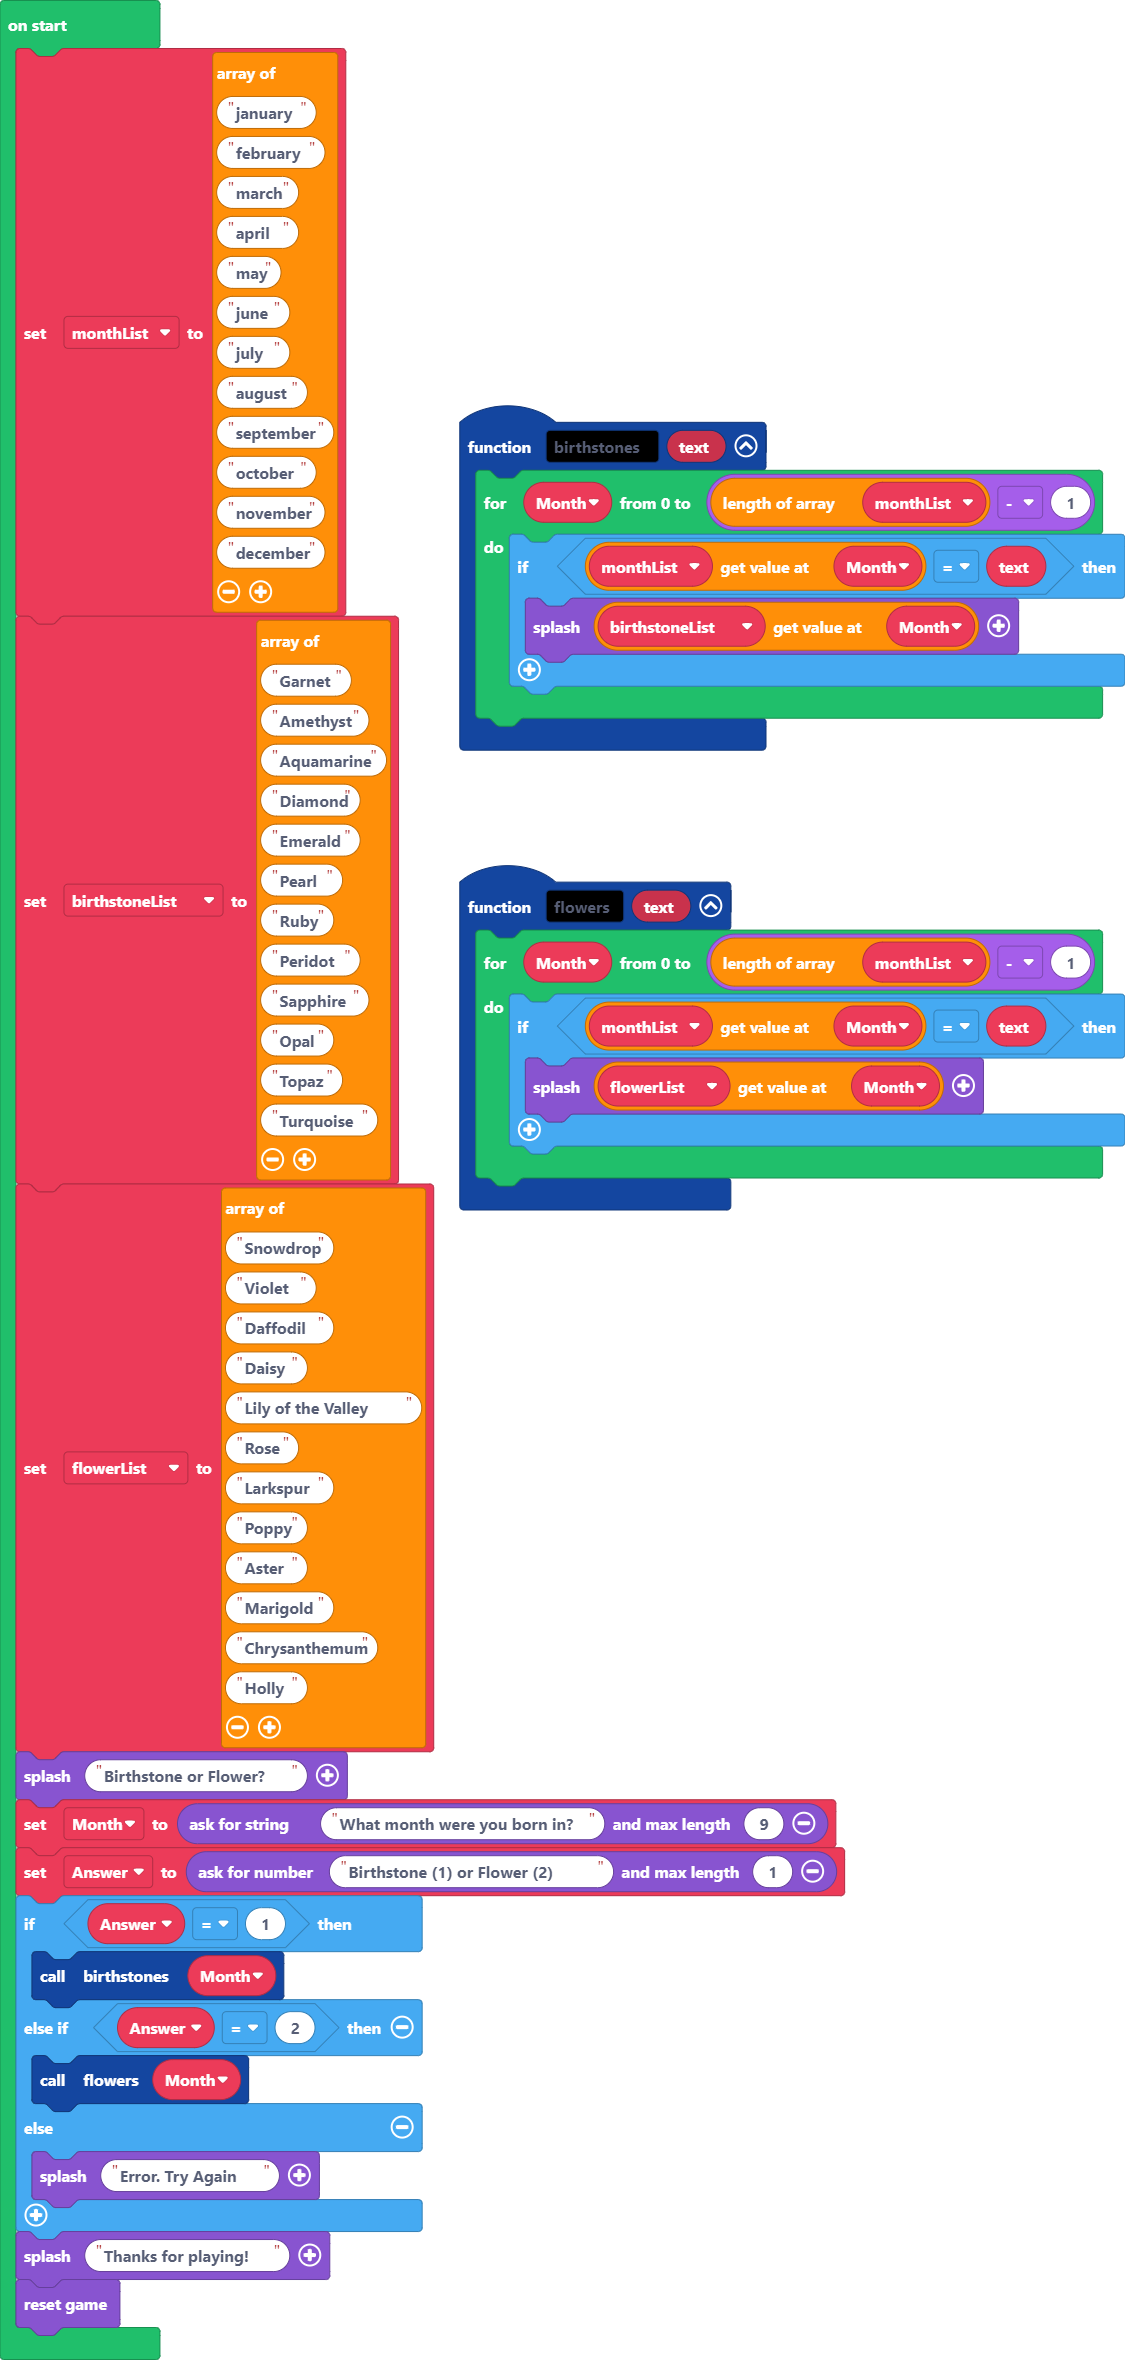 on start
set monthList to
array of
"january"
"february"
"march"
"april"
"may"
"june"
"july"
"august"
"september"
"october"
"november"
"december"
set birthstoneList to
array of
"Garnet"
"Amethyst"
"Aquamarine"
"Diamond"
"Emerald"
"Pearl"
"Ruby"
"Peridot"
"Sapphire"
"Opal"
"Topaz"
"Turquoise"
set flowerList to
array of
"Snowdrop"
"Violet"
"Daffodil"
"Daisy"
"Lily of the Valley"
"Rose"
"Larkspur"
"Poppy"
"Aster"
"Marigold"
"Chrysanthemum"
"Holly"
splash "Birthstone or Flower?"
set Month to ask for string "What month were you born in?" and max length 9
set Answer to ask for number "Birthstone (1) or Flower (2)" and max length 1
if Answer = 1 then
call birthstones Month
else if Answer = 2 then
call flowers Month
else
splash "Error. Try Again"
splash "Thanks for playing!"
reset game
function birthstones text
for Month from 0 to length of array monthList - 1
do
if monthList get value at Month = text then
splash birthstoneList get value at Month
function flowers text
for Month from 0 to length of array monthList - 1
do
if monthList get value at Month = text then
splash flowerList get value at Month